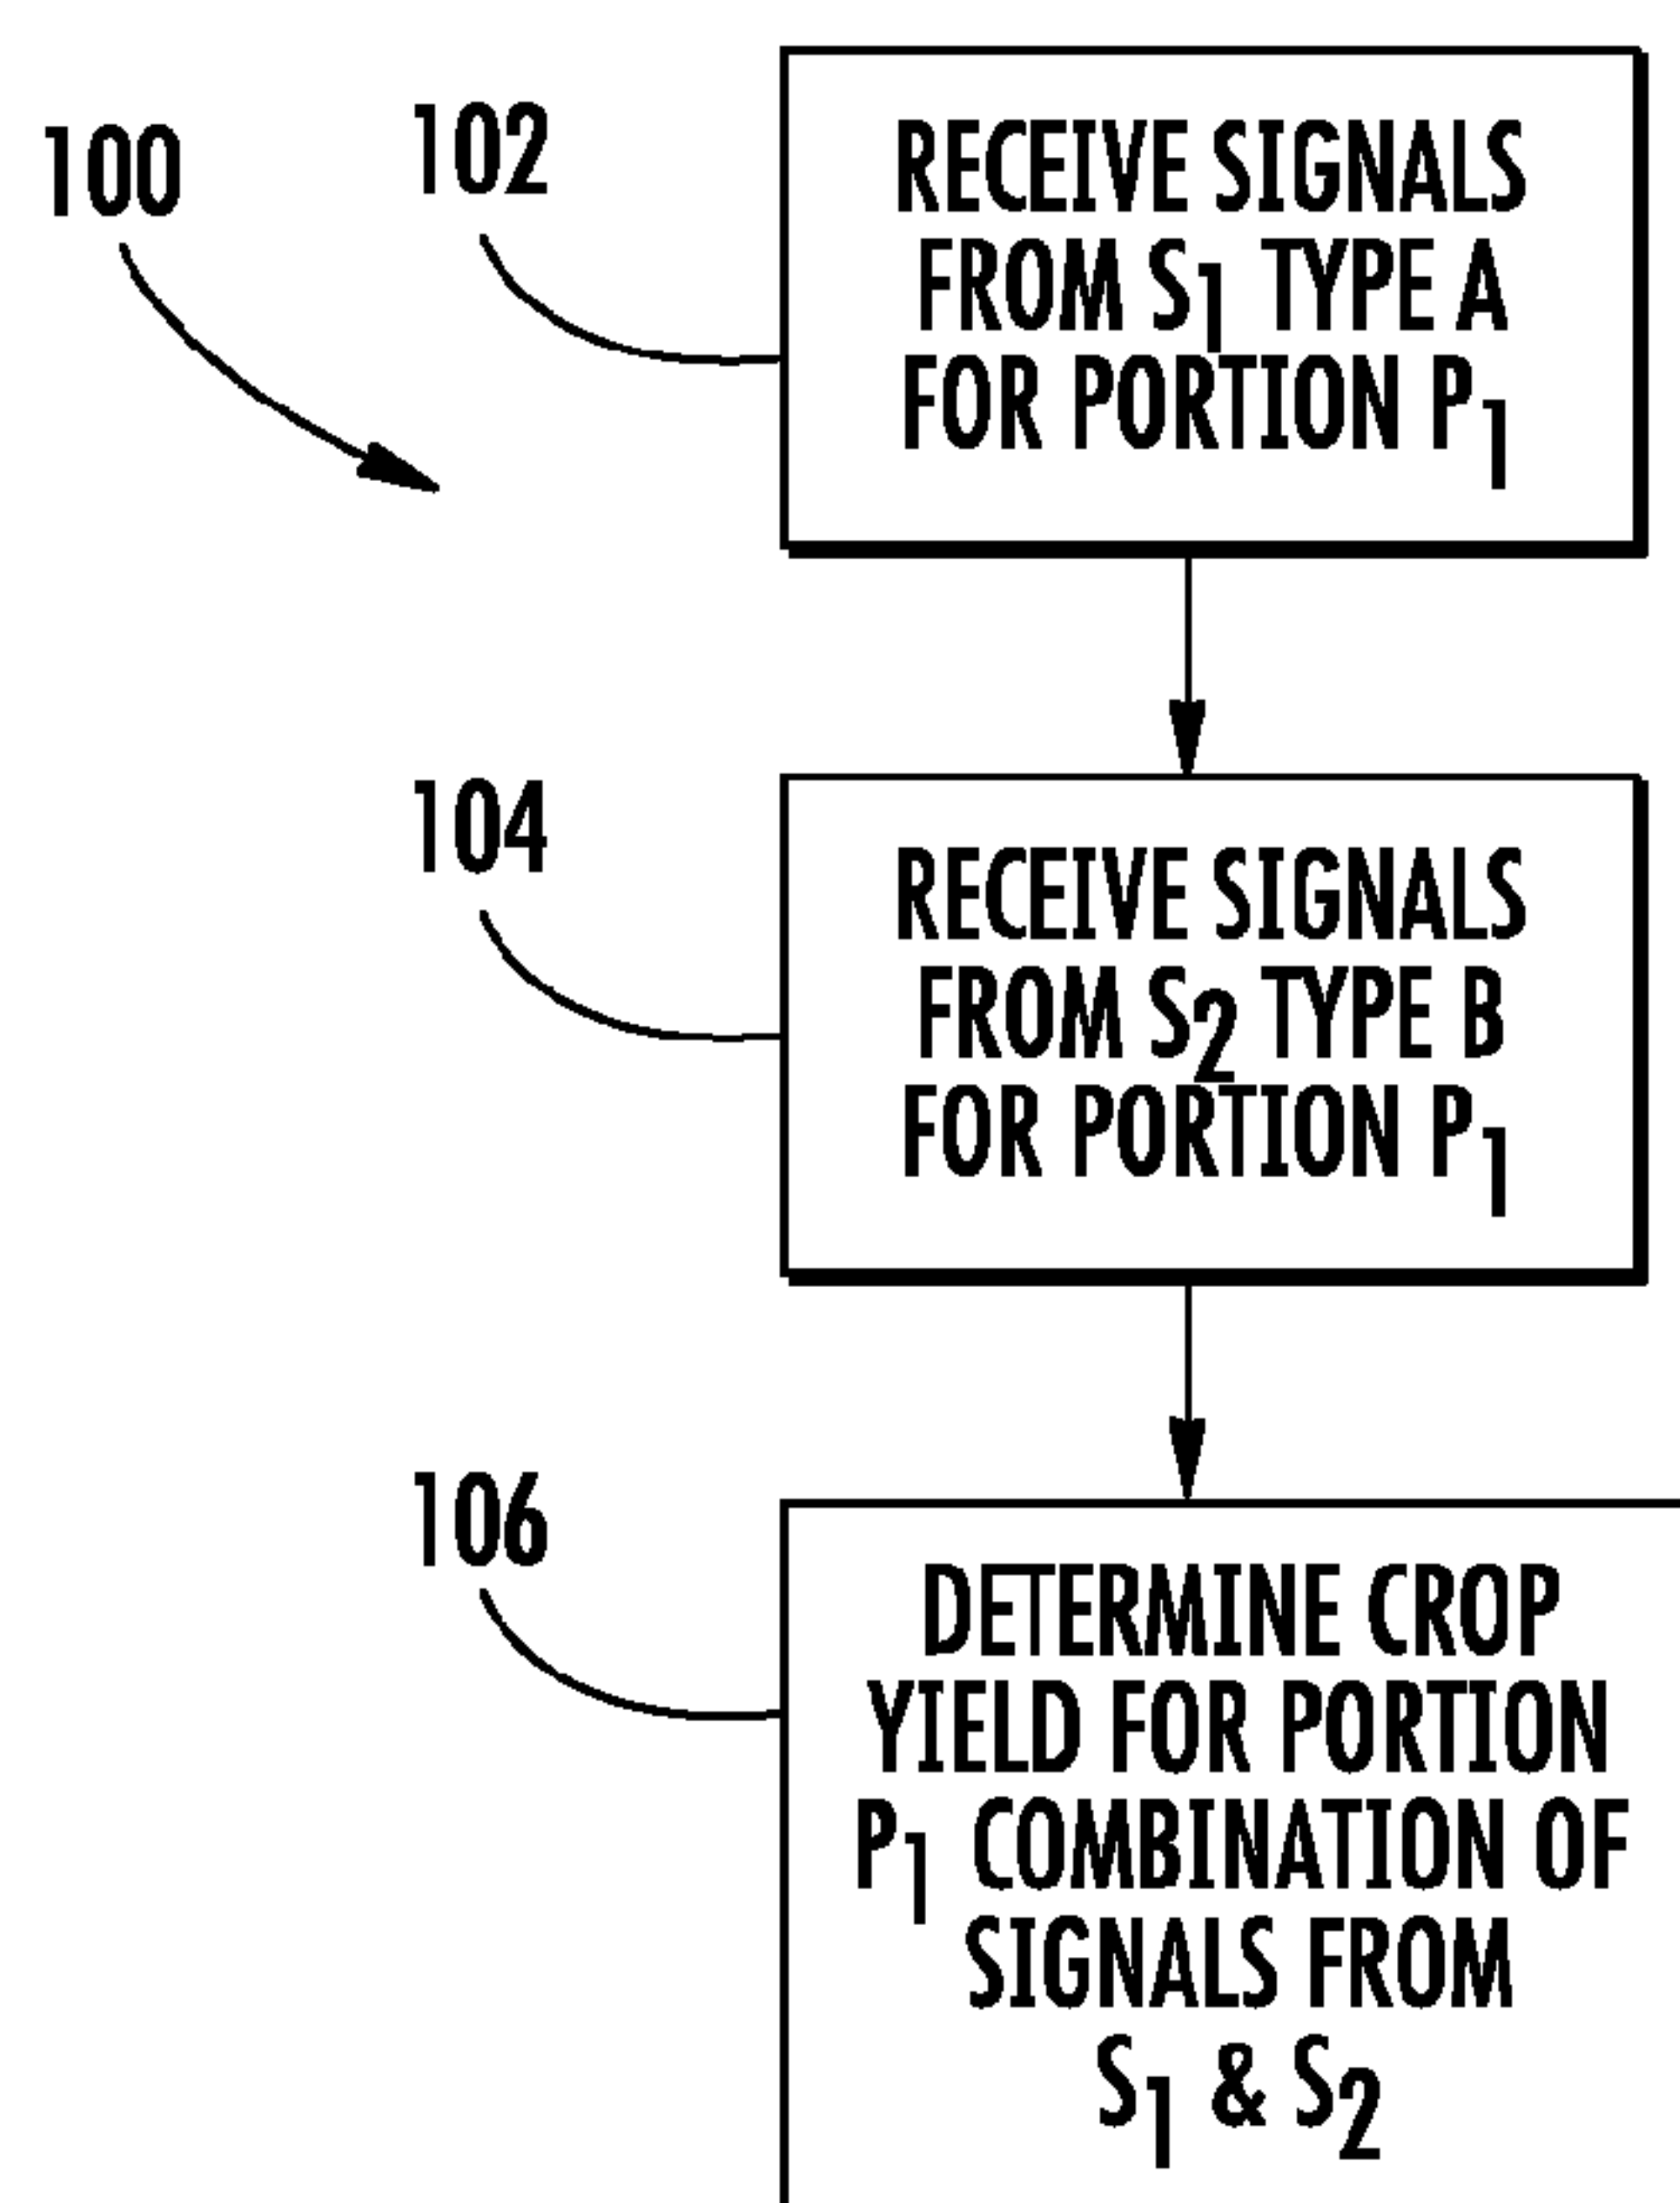 100
102
RECEIVE SIGNALS
FROM S₁ TYPE A
FOR PORTION P₁
104
RECEIVE SIGNALS
FROM S₂ TYPE B
FOR PORTION P₁
106
DETERMINE CROP
YIELD FOR PORTION
P₁ COMBINATION OF
SIGNALS FROM
S₁ & S₂